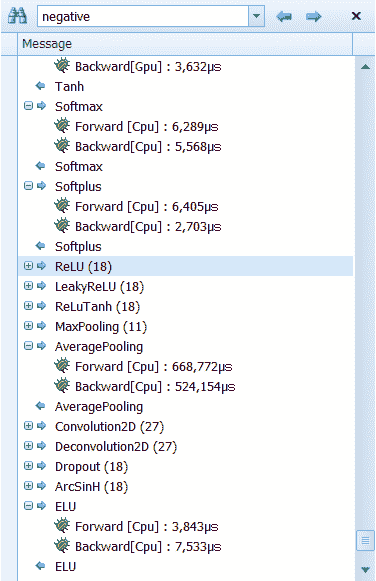 negative
Message
Backward[Gpu] : 3,632µs
Tanh
Softmax
Forward [Cpu] : 6,289µs
Backward[Cpu] : 5,568µs
Softmax
Softplus
Forward [Cpu] : 6,405µs
Backward[Cpu] : 2,703µs
Softplus
ReLU (18)
LeakyReLU (18)
ReLuTanh (18)
MaxPooling (11)
AveragePooling
Forward [Cpu] : 668,772µs
Backward[Cpu] : 524,154µs
AveragePooling
Convolution2D (27)
Deconvolution2D (27)
Dropout (18)
ArcSinH (18)
ELU
Forward [Cpu] : 3,843µs
Backward[Cpu] : 7,533µs
ELU